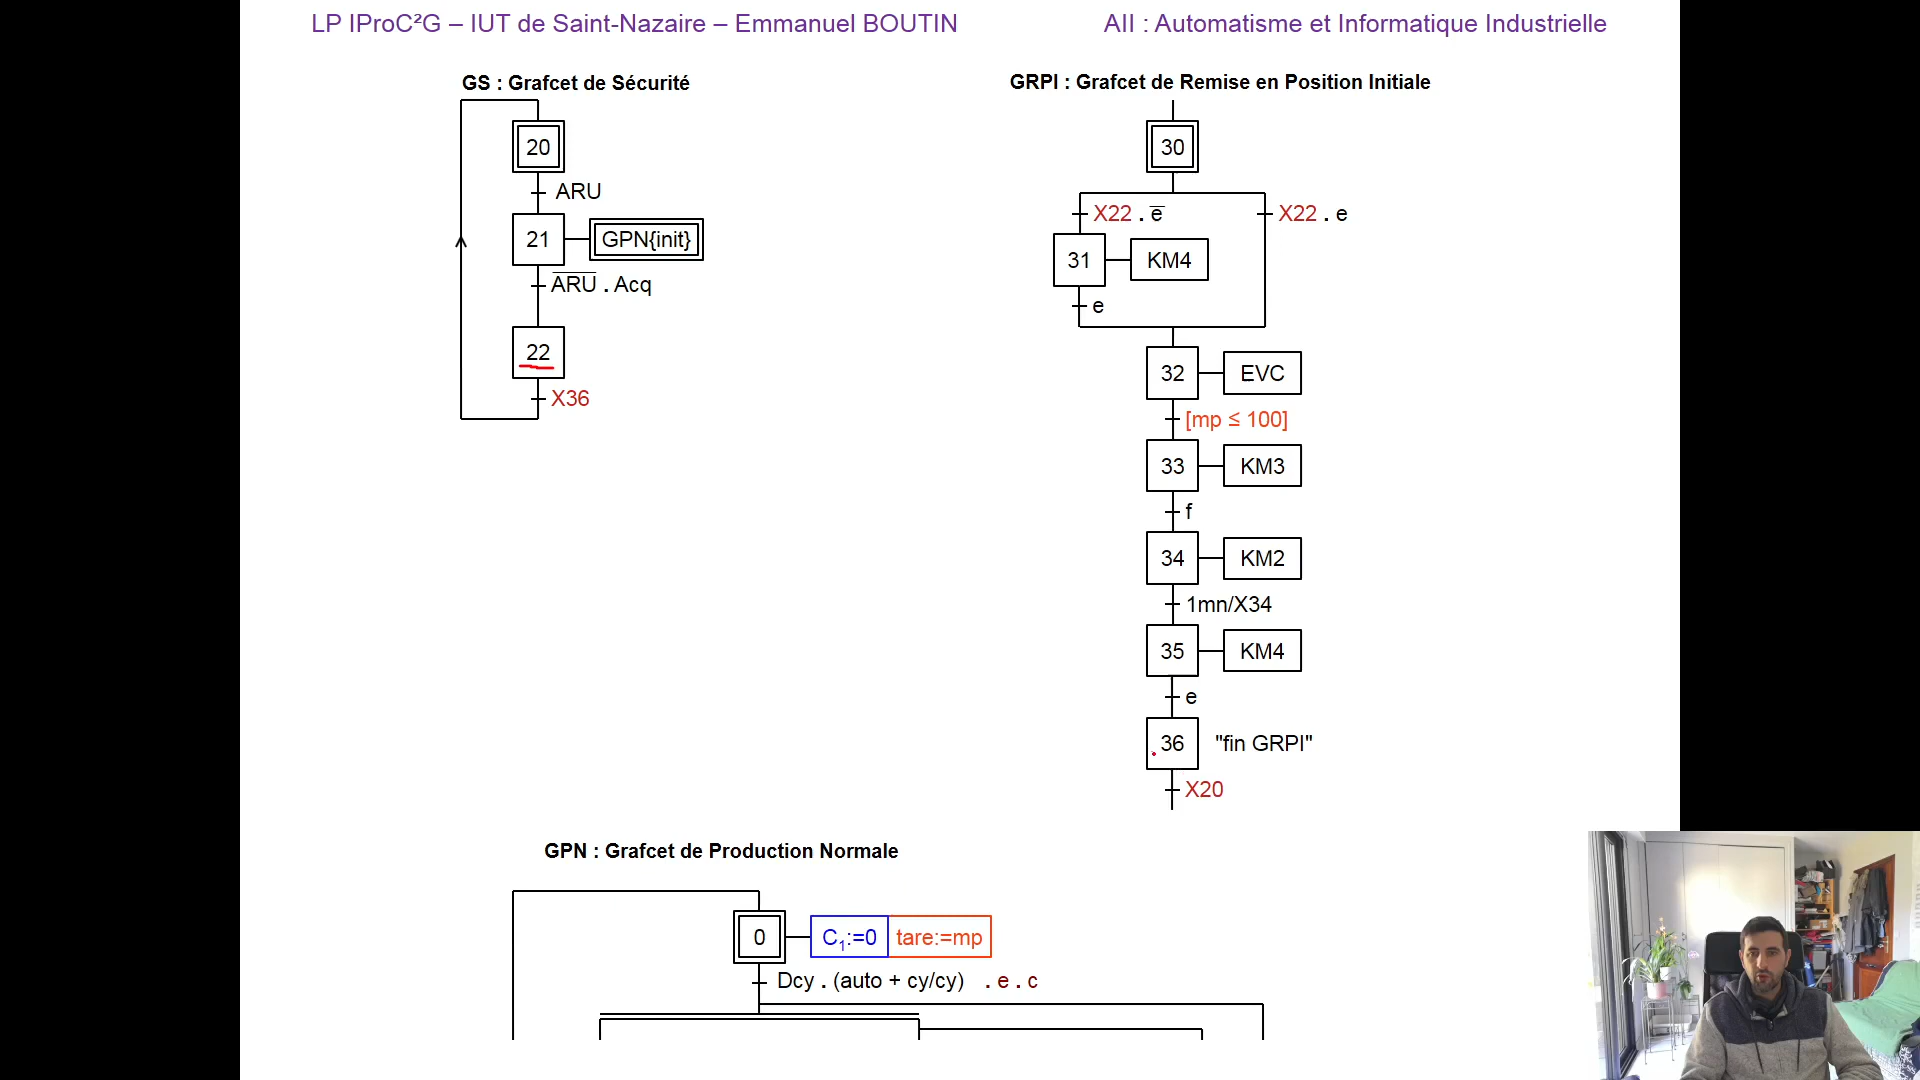 LP IProC²G – IUT de Saint-Nazaire – Emmanuel BOUTIN
AII : Automatisme et Informatique Industrielle
GS : Grafcet de Sécurité
20
ARU
21
GPN{init}
A̅R̅U̅ . Acq
22
X36
GRPI : Grafcet de Remise en Position Initiale
30
X22 . e̅
X22 . e
31
KM4
e
32
EVC
[mp ≤ 100]
33
KM3
f
34
KM2
1mn/X34
35
KM4
e
36
"fin GRPI"
X20
GPN : Grafcet de Production Normale
0
C₁:=0
tare:=mp
Dcy . (auto + cy/cy) . e . c